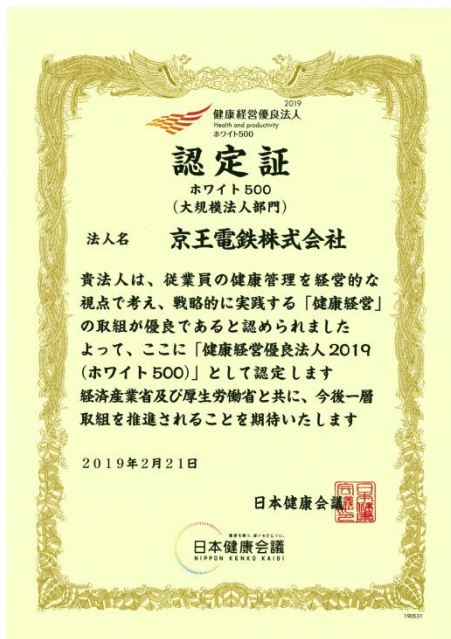 2019
健康経営優良法人
Health and productivity
ホワイト500
認定証
ホワイト500
(大規模法人部門)
法人名 京王電鉄株式会社
貴法人は、従業員の健康管理を経営的な
視点で考え、戦略的に実践する「健康経営」
の取組が優良であると認められました
よって、ここに「健康経営優良法人2019
(ホワイト500)」として認定します
経済産業省及び厚生労働省と共に、今後一層
取組を推進されることを期待いたします
2019年2月21日
日本健康会議
日本健康会議
NIPPON KENKO KAIGI
190531